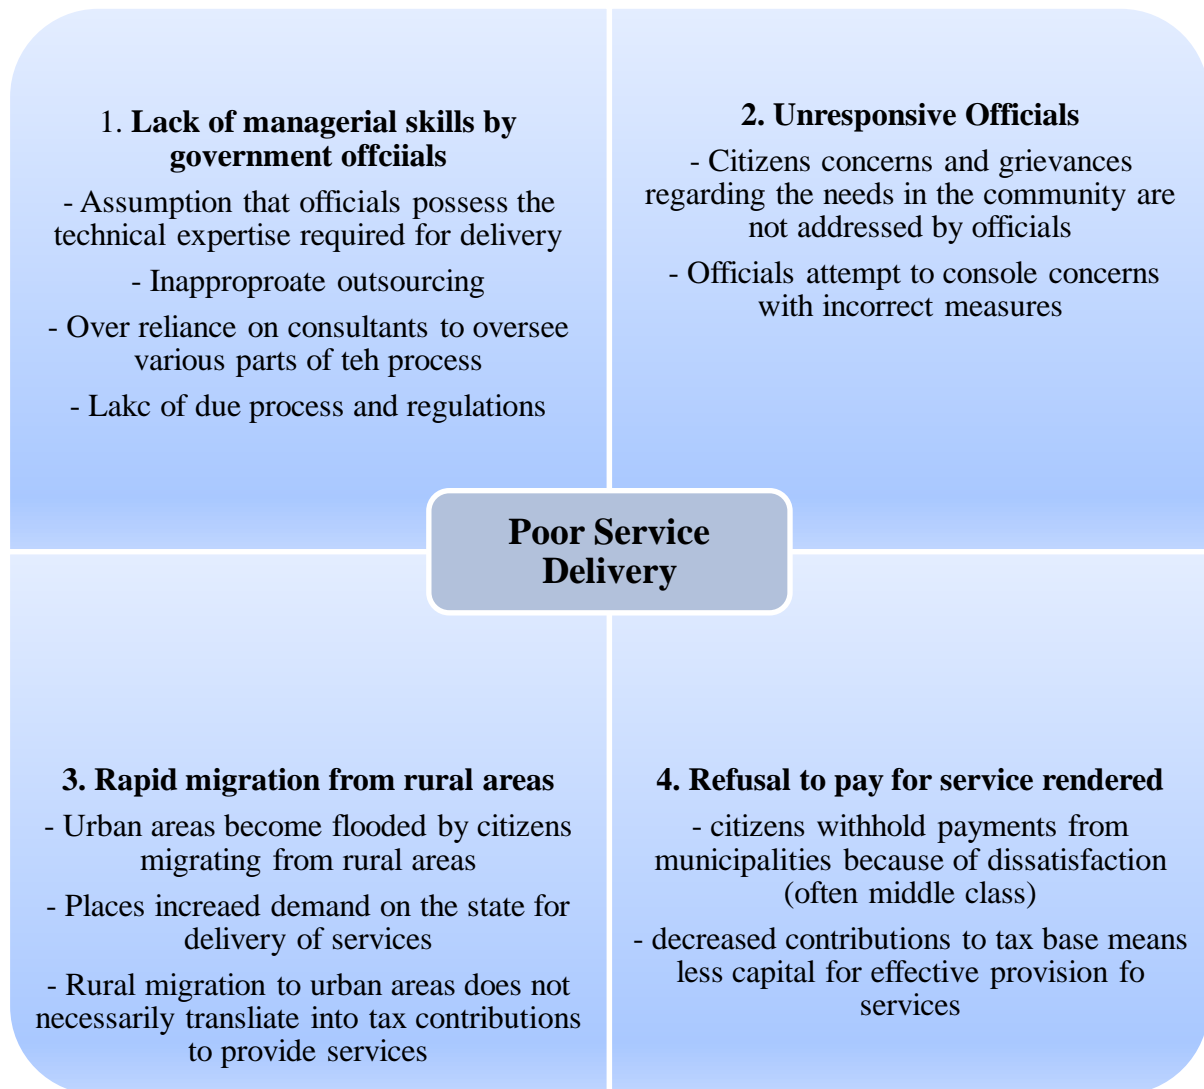 1. Lack of managerial skills by
government offciials
- Assumption that officials possess the
technical expertise required for delivery
- Inapproproate outsourcing
- Over reliance on consultants to oversee
various parts of teh process
- Lakc of due process and regulations
2. Unresponsive Officials
- Citizens concerns and grievances
regarding the needs in the community are
not addressed by officials
- Officials attempt to console concerns
with incorrect measures
Poor Service
Delivery
3. Rapid migration from rural areas
- Urban areas become flooded by citizens
migrating from rural areas
- Places increaed demand on the state for
delivery of services
- Rural migration to urban areas does not
necessarily transliate into tax contributions
to provide services
4. Refusal to pay for service rendered
- citizens withhold payments from
municipalities because of dissatisfaction
(often middle class)
- decreased contributions to tax base means
less capital for effective provision fo
services